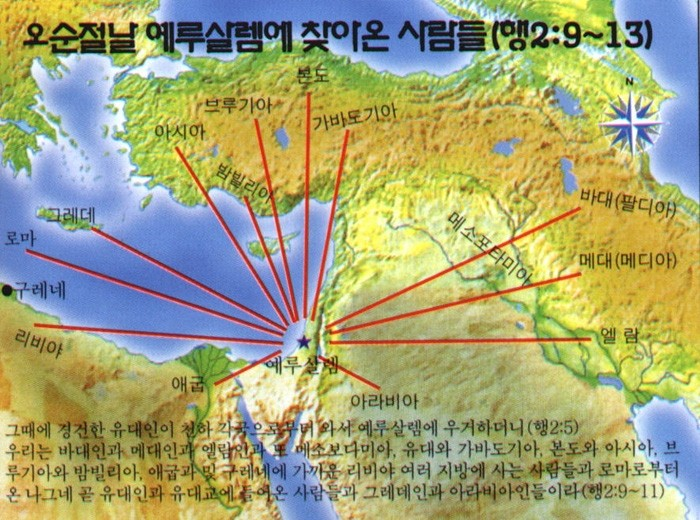 오순절날 예루살렘에 찾아온 사람들(행2:9~13)
본도
브루기아
가바도기아
아시아
밤빌리아
N
바대(팔디아)
그레데
메소포타미아
로마
메대(메디아)
구레네
리비야
엘 람
예루살렘
애굽
아라비아
그때에 경건한 유대인이 천하 각국으로부터 와서 예루살렘에 우거하더니(행2:5)
우리는 바대인과 메대인과 엘람인과 또 메소보다미아, 유대와 가바도기아, 본도와 아시아, 브
루기아와 밤빌리아, 애굽과 및 구레네에 가까운 리비야 여러 지방에 사는 사람들과 로마로부터
온 나그네 곧 유대인과 유대교에 들어온 사람들과 그레데인과 아라비아인들이라(행2:9~11)